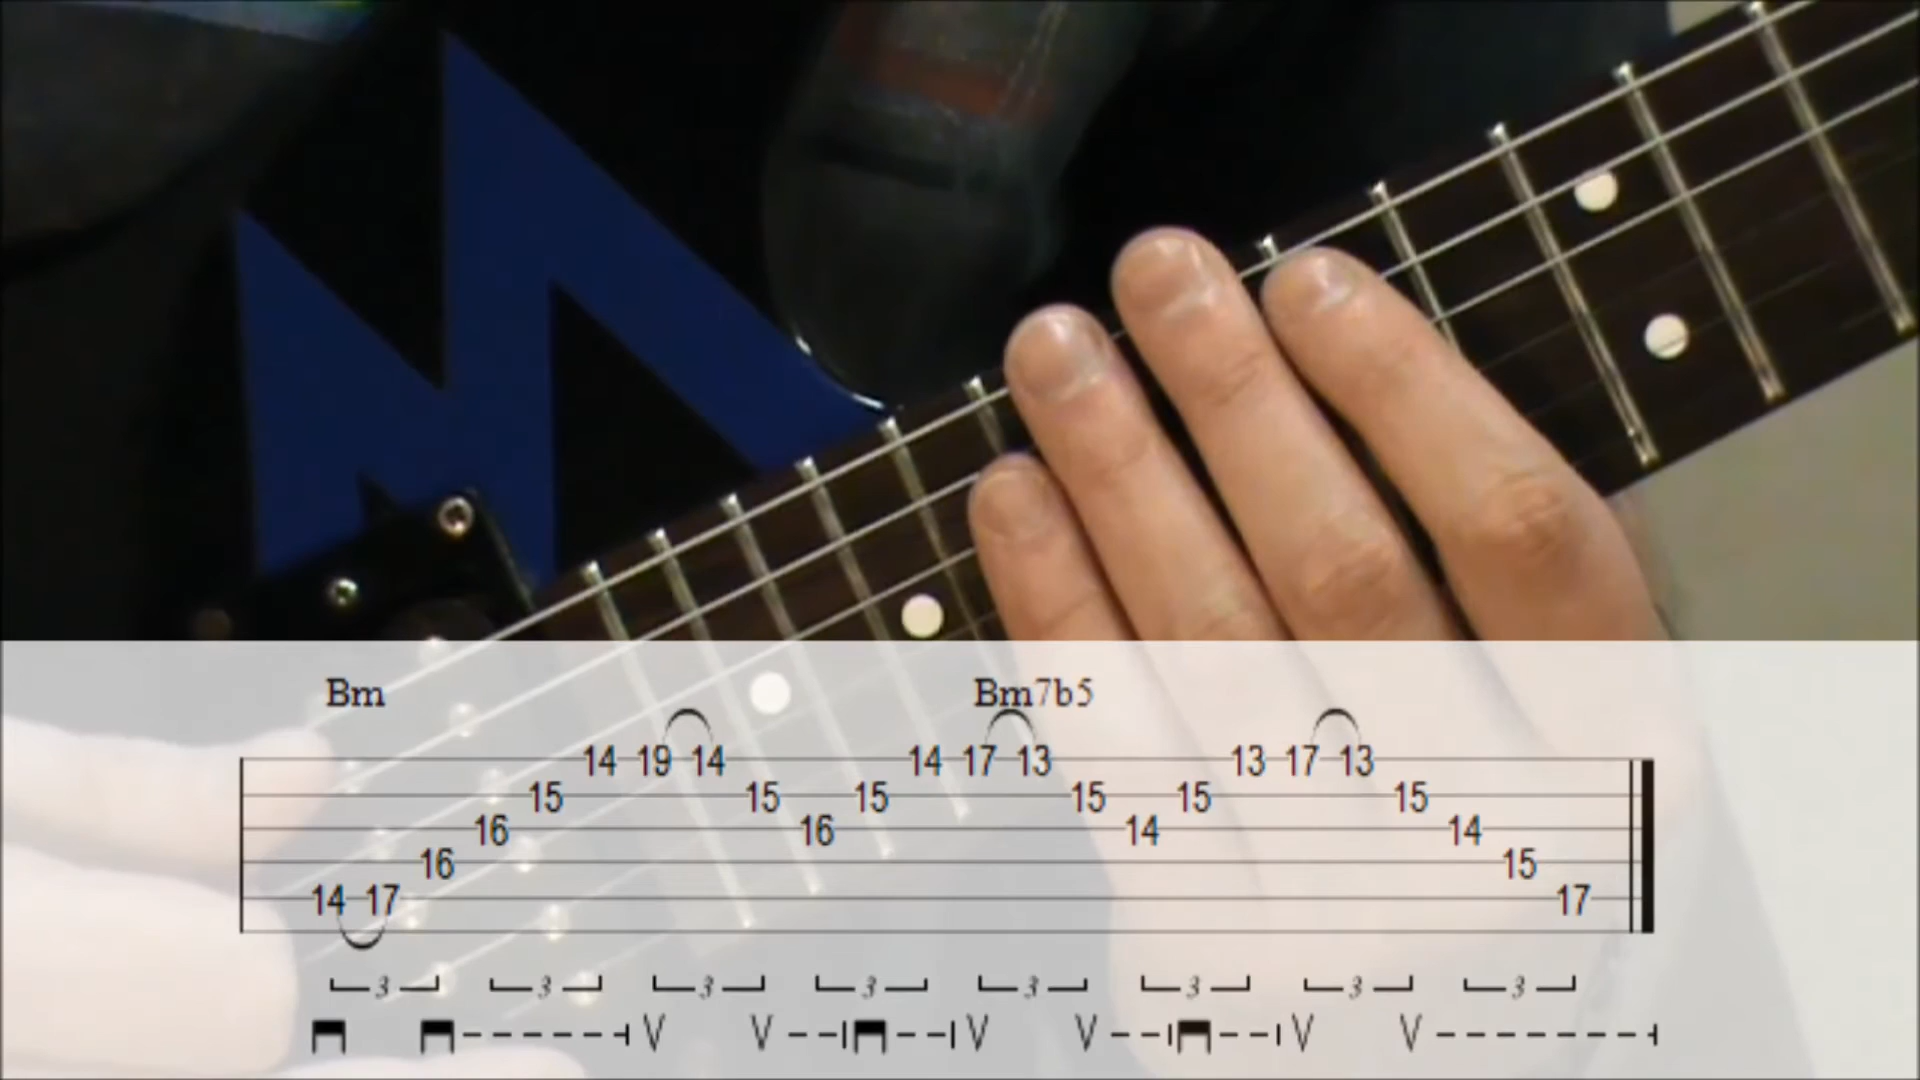 Bm Bm7b5
14 19 14 14 17 13 13 17 13
15 15 15 15 15 15
16 16 14 14
16 15
14 17 17
3 3 3 3 3 3 3 3
V V V V V V